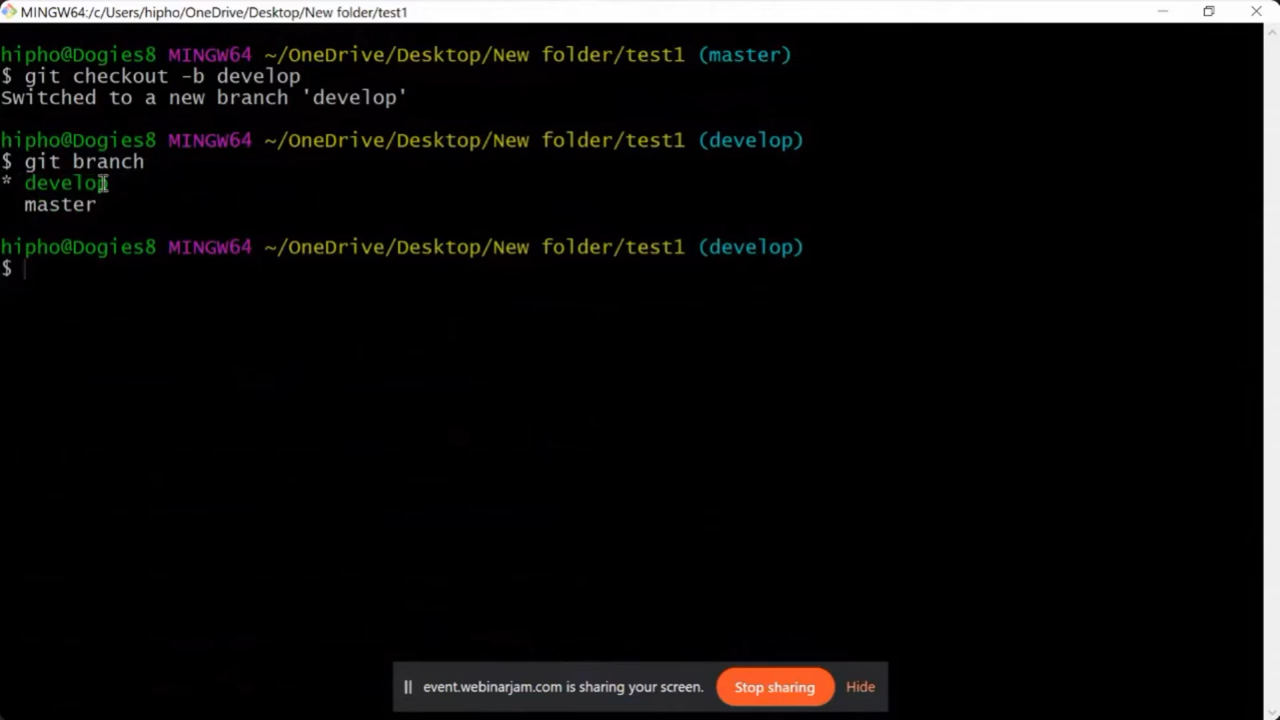 MINGW64:/c/Users/hipho/OneDrive/Desktop/New folder/test1
hipho@Dogies8 MINGW64 ~/OneDrive/Desktop/New folder/test1 (master)
$ git checkout -b develop
Switched to a new branch 'develop'
hipho@Dogies8 MINGW64 ~/OneDrive/Desktop/New folder/test1 (develop)
$ git branch
* develop
master
hipho@Dogies8 MINGW64 ~/OneDrive/Desktop/New folder/test1 (develop)
$
event.webinarjam.com is sharing your screen. Stop sharing Hide